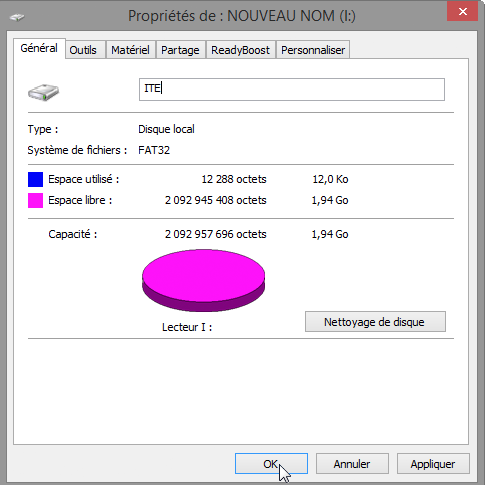 Propriétés de : NOUVEAU NOM (I:)
Général Outils Matériel Partage ReadyBoost Personnaliser
ITE
Type : Disque local
Système de fichiers : FAT32
Espace utilisé : 12 288 octets 12,0 Ko
Espace libre : 2 092 945 408 octets 1,94 Go
Capacité : 2 092 957 696 octets 1,94 Go
Lecteur I :
Nettoyage de disque
OK Annuler Appliquer